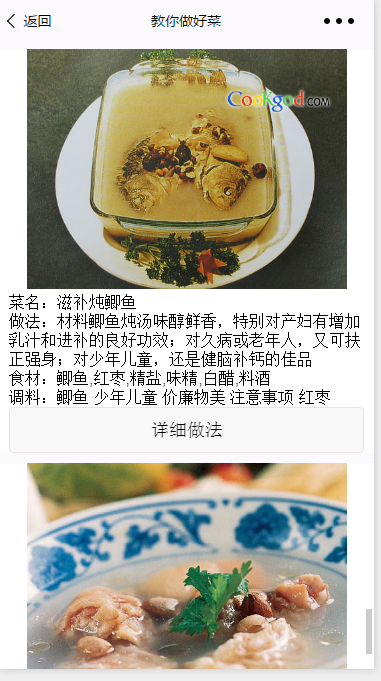 返回
教你做好菜
Cookgod.COM
菜名：滋补炖鲫鱼
做法：材料鲫鱼炖汤味醇鲜香，特别对产妇有增加
乳汁和进补的良好功效；对久病或老年人，又可扶
正强身；对少年儿童，还是健脑补钙的佳品
食材：鲫鱼,红枣,精盐,味精,白醋,料酒
调料：鲫鱼 少年儿童 价廉物美 注意事项 红枣
详细做法